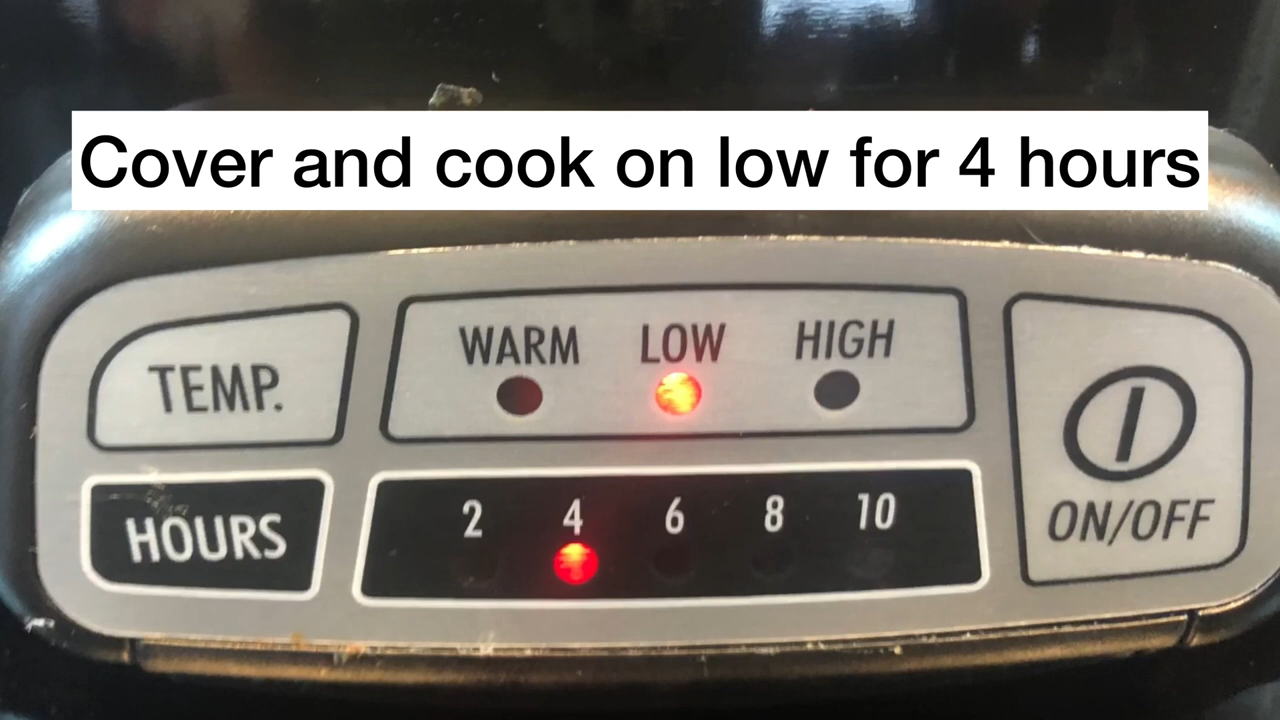 Cover and cook on low for 4 hours
TEMP.
WARM LOW HIGH
HOURS
2 4 6 8 10
ON/OFF